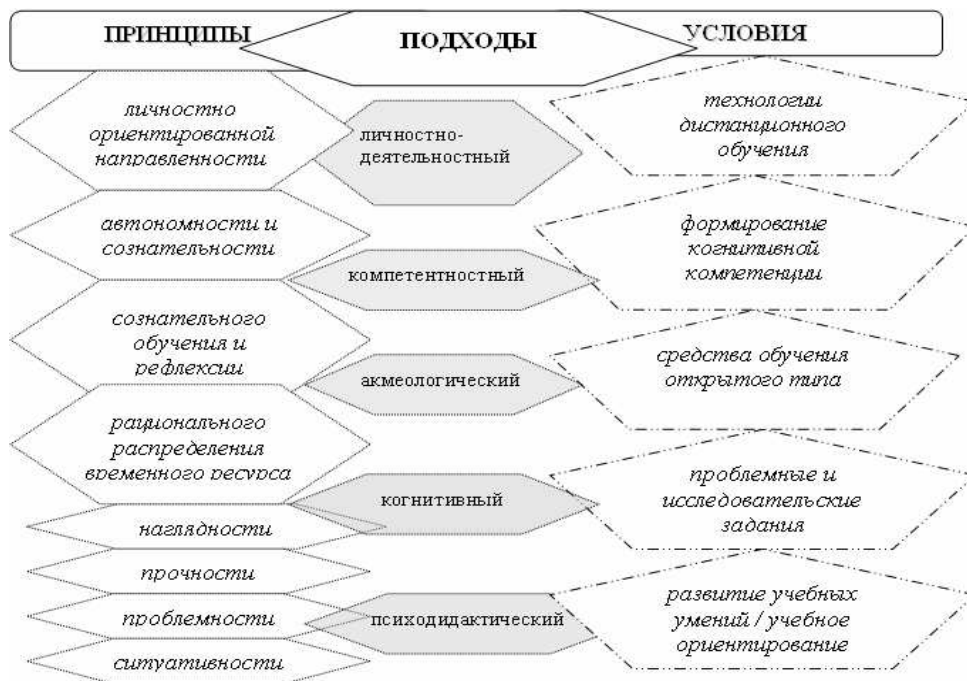 ПРИНЦИПЫ
ПОДХОДЫ
УСЛОВИЯ
личностно
ориентированной
направленности
автономности и
сознательности
сознательного
обучения и
рефлексии
рационального
распределения
временного ресурса
наглядности
прочности
проблемности
ситуативности
личностно-
деятельностный
компетентностный
акмеологический
когнитивный
психодидактический
технологии
дистанционного
обучения
формирование
когнитивной
компетенции
средства обучения
открытого типа
проблемные и
исследовательские
задания
развитие учебных
умений / учебное
ориентирование